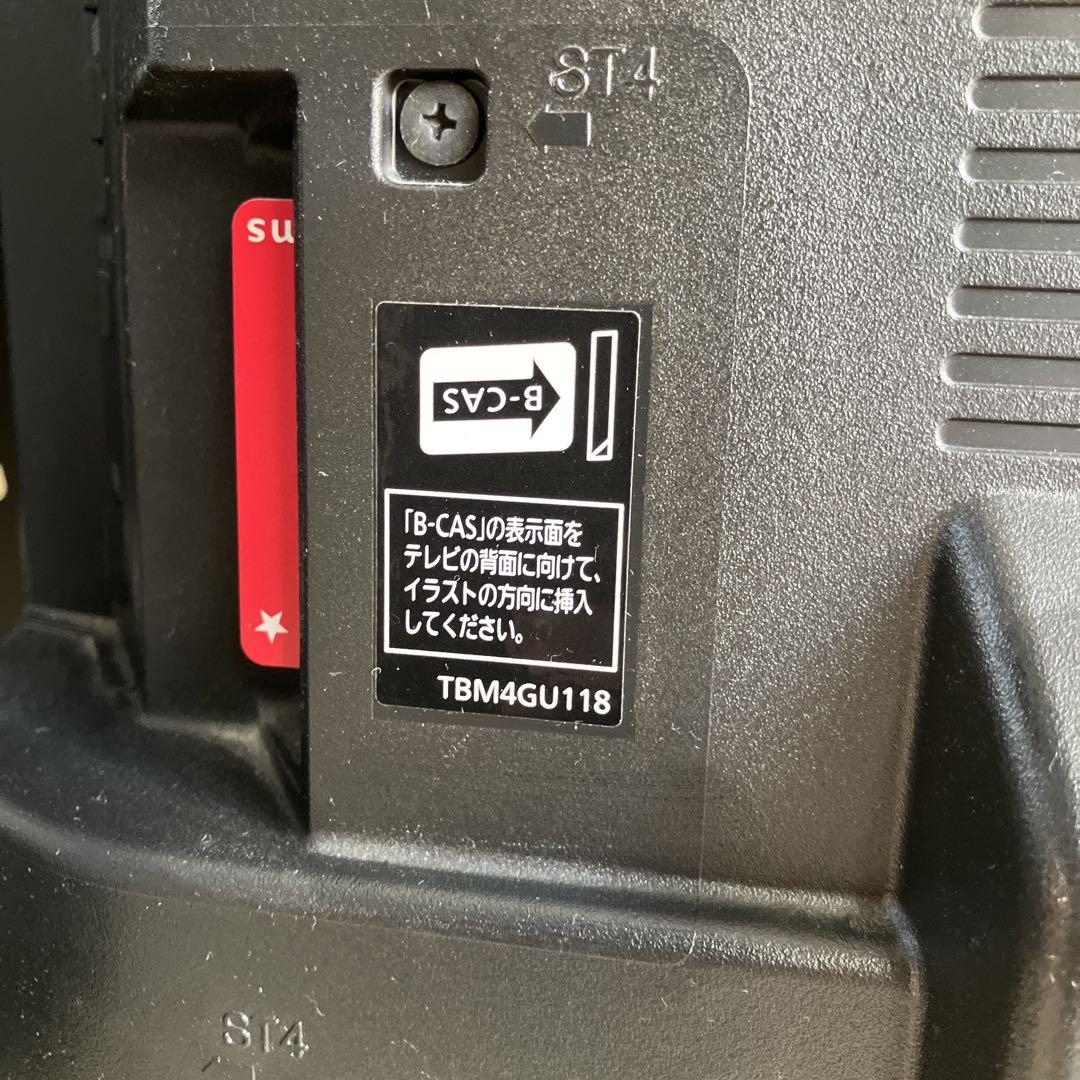 ST4
B-CAS
「B-CAS」の表示面を
テレビの背面に向けて、
イラストの方向に挿入
してください。
TBM4GU118
ST4